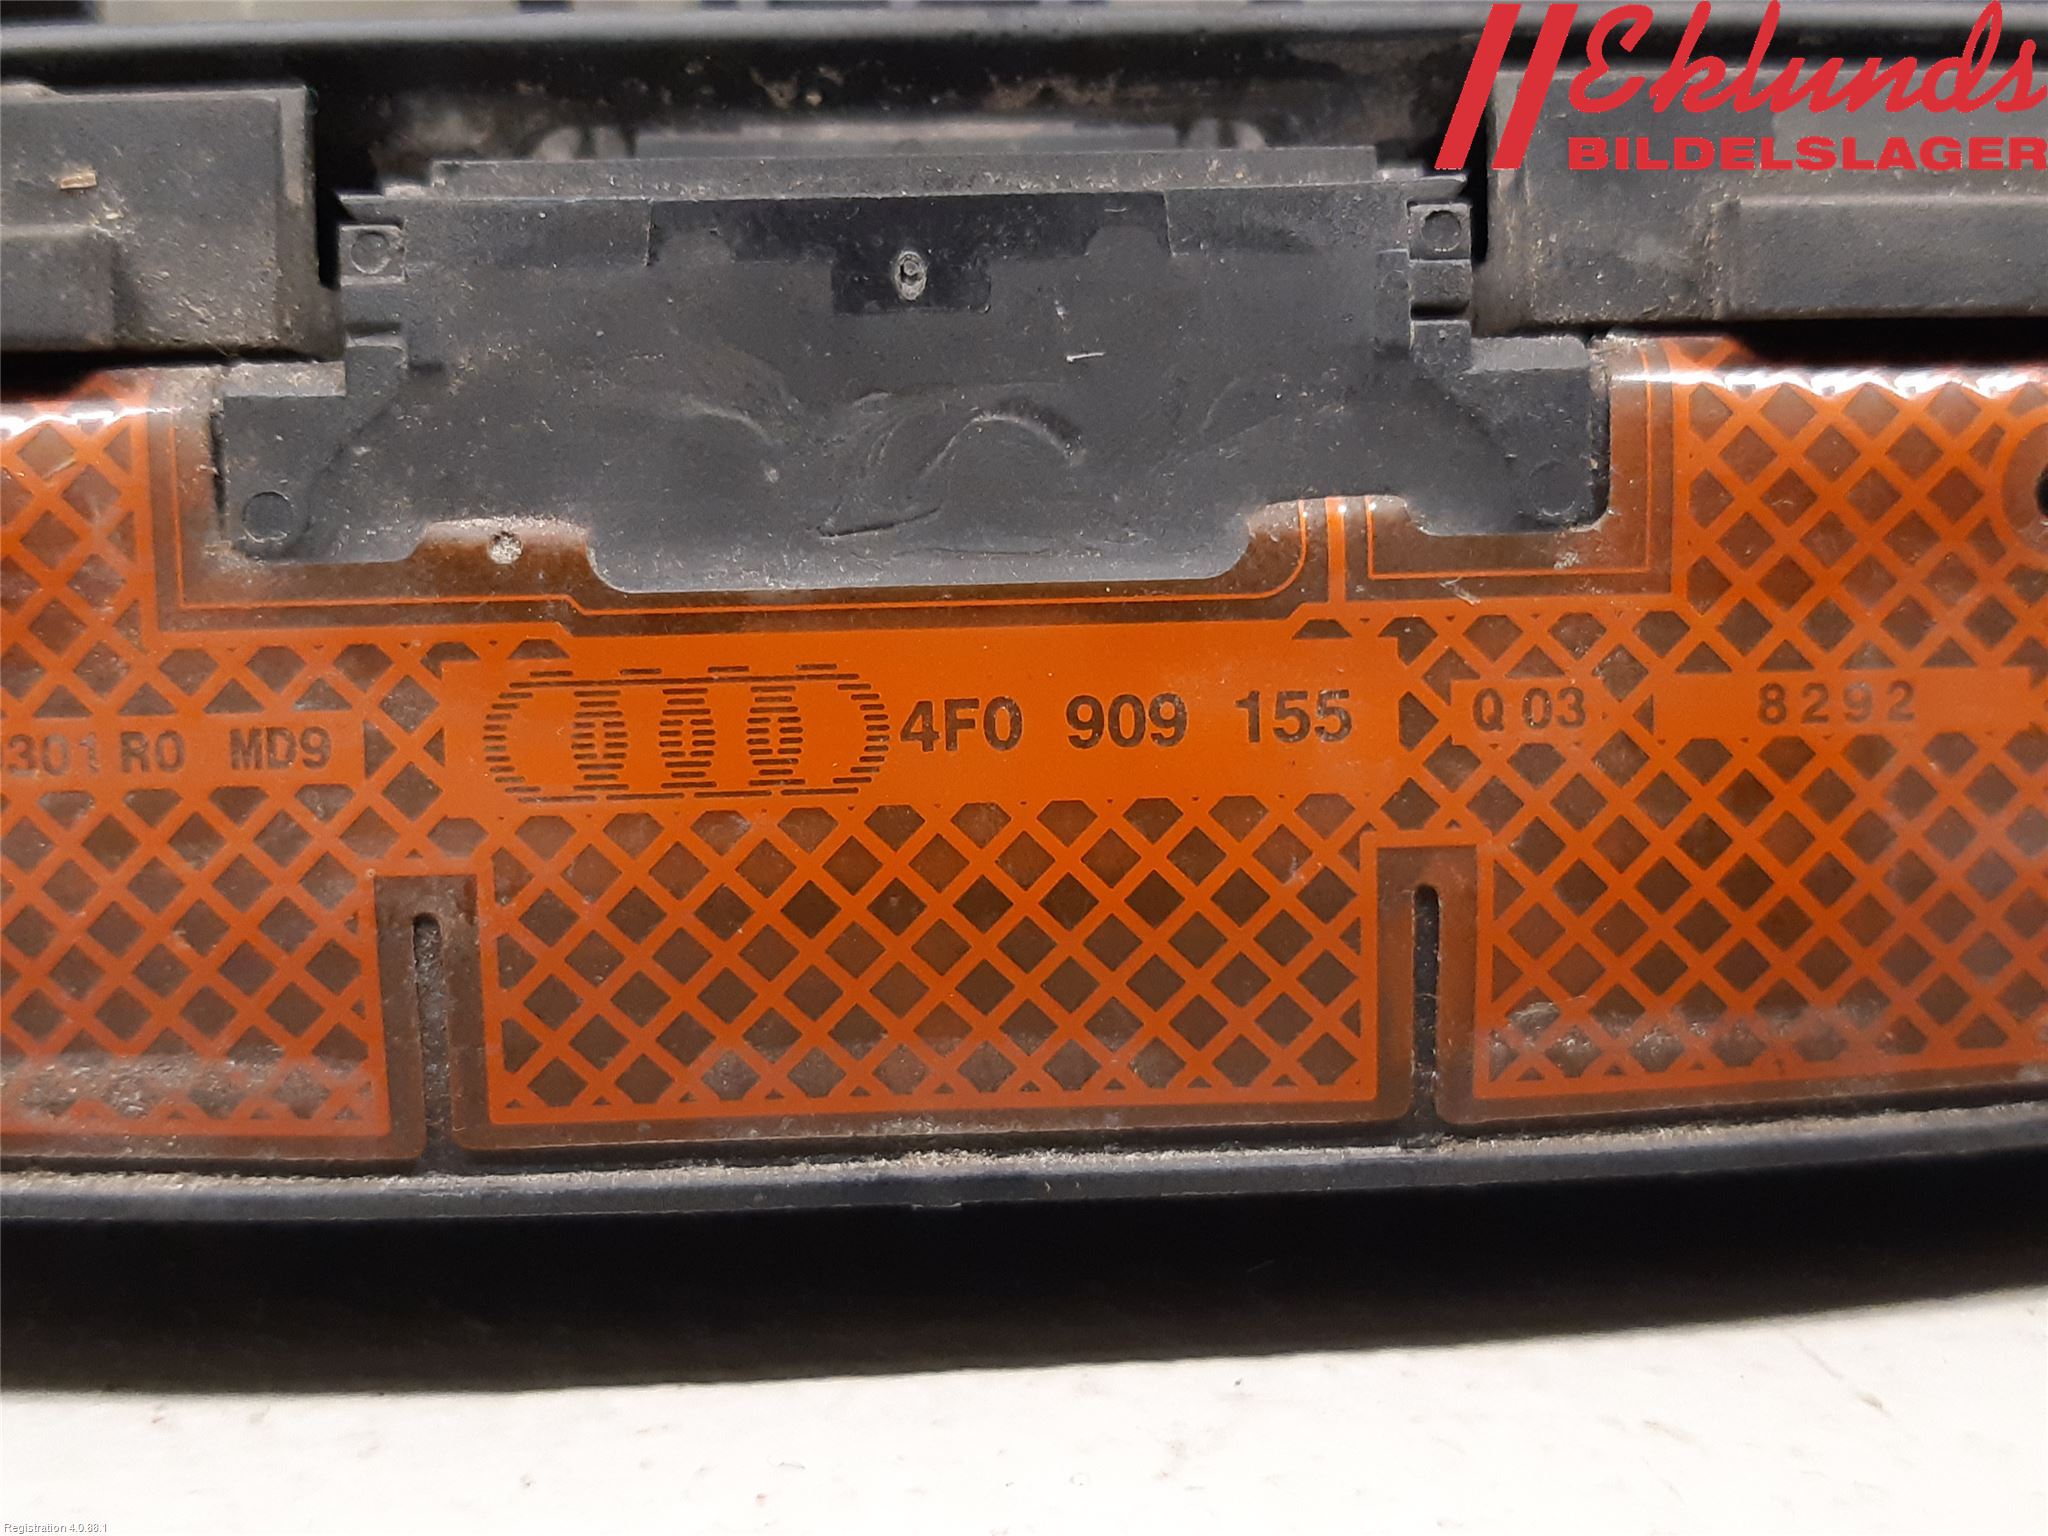 Eklunds
BILDELSLAGER
4F0 909 155
Q 03
8292
301 R0 MD9
Registration 4.0.88.1